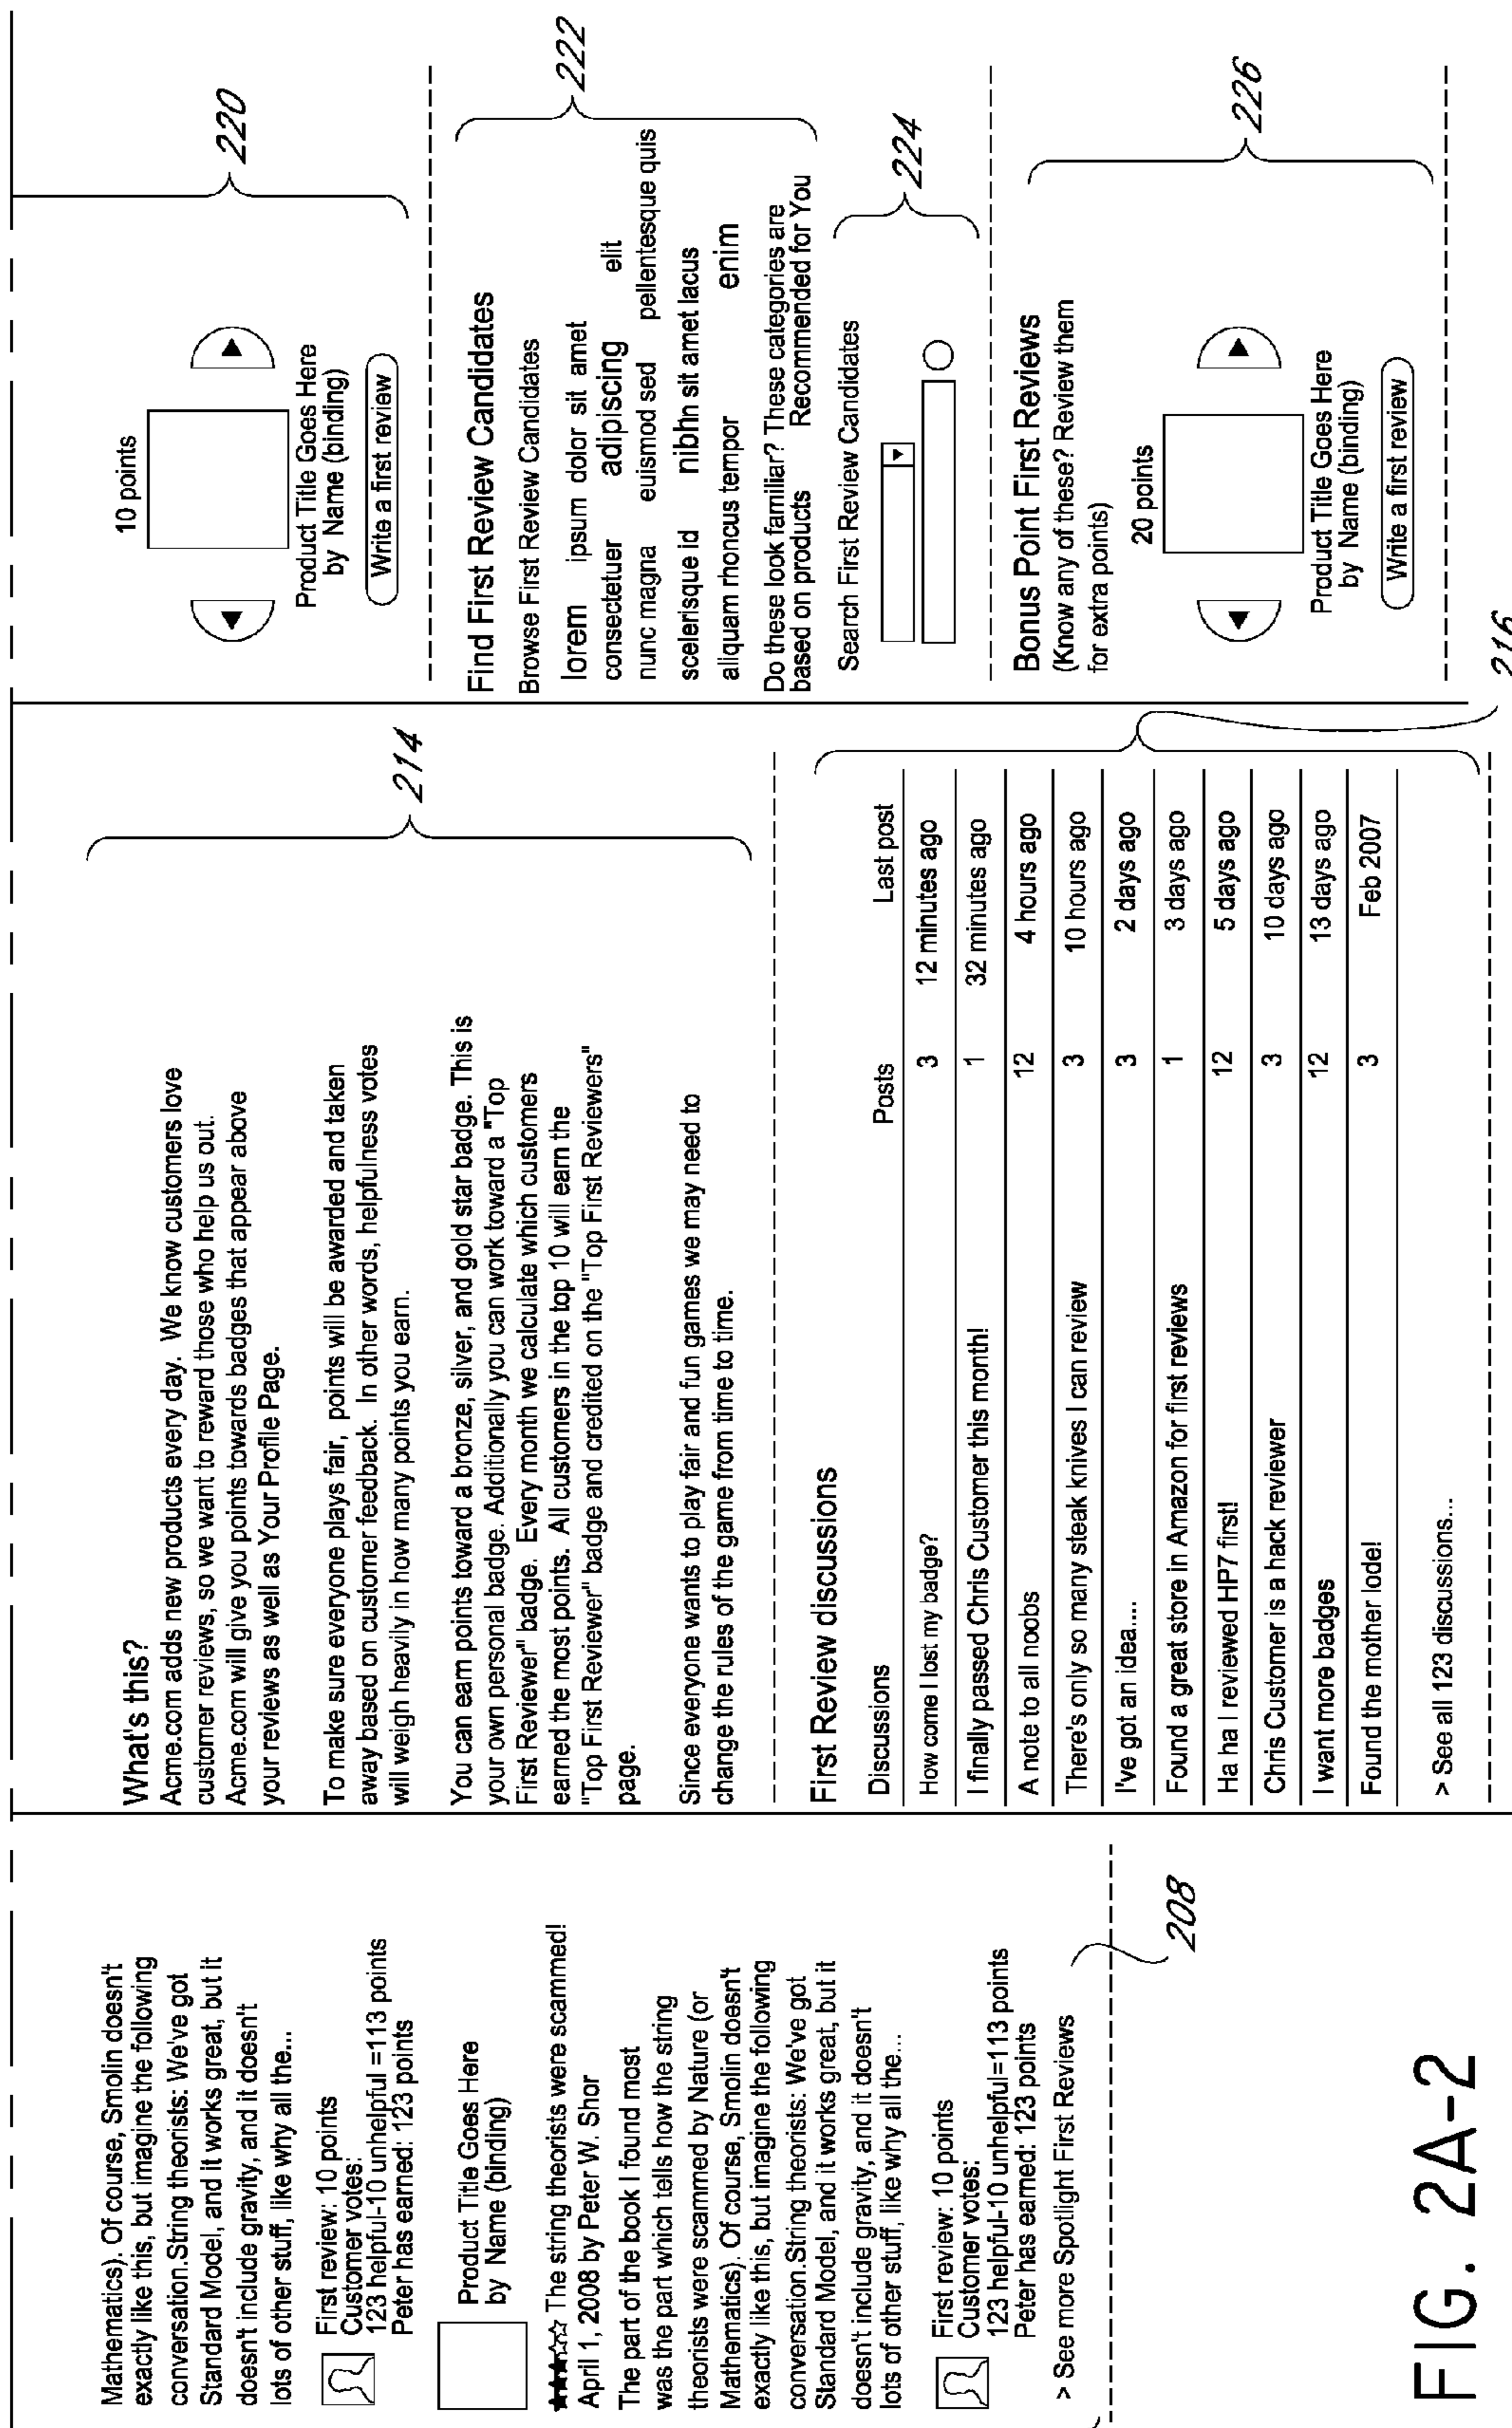 Mathematics). Of course, Smolin doesn't
exactly like this, but imagine the following
conversation.String theorists: We've got
Standard Model, and it works great, but it
doesn't include gravity, and it doesn't
lots of other stuff, like why all the...
First review: 10 points
Customer votes:
123 helpful-10 unhelpful =113 points
Peter has earned: 123 points
Product Title Goes Here
by Name (binding)
★★★☆☆ The string theorists were scammed!
April 1, 2008 by Peter W. Shor
The part of the book I found most
was the part which tells how the string
theorists were scammed by Nature (or
Mathematics). Of course, Smolin doesn't
exactly like this, but imagine the following
conversation.String theorists: We've got
Standard Model, and it works great, but it
doesn't include gravity, and it doesn't
lots of other stuff, like why all the...
First review: 10 points
Customer votes:
123 helpful-10 unhelpful=113 points
Peter has earned: 123 points
> See more Spotlight First Reviews
208
What's this?
Acme.com adds new products every day. We know customers love
customer reviews, so we want to reward those who help us out.
Acme.com will give you points towards badges that appear above
your reviews as well as Your Profile Page.
To make sure everyone plays fair, points will be awarded and taken
away based on customer feedback. In other words, helpfulness votes
will weigh heavily in how many points you earn.
You can earn points toward a bronze, silver, and gold star badge. This is
your own personal badge. Additionally you can work toward a "Top
First Reviewer" badge. Every month we calculate which customers
earned the most points. All customers in the top 10 will earn the
"Top First Reviewer" badge and credited on the "Top First Reviewers"
page.
Since everyone wants to play fair and fun games we may need to
change the rules of the game from time to time.
214
First Review discussions
Discussions Posts Last post
How come I lost my badge? 3 12 minutes ago
I finally passed Chris Customer this month! 1 32 minutes ago
A note to all noobs 12 4 hours ago
There's only so many steak knives I can review 3 10 hours ago
I've got an idea.... 3 2 days ago
Found a great store in Amazon for first reviews 1 3 days ago
Ha ha I reviewed HP7 first! 12 5 days ago
Chris Customer is a hack reviewer 3 10 days ago
I want more badges 12 13 days ago
Found the mother lode! 3 Feb 2007
> See all 123 discussions...
216
10 points
Product Title Goes Here
by Name (binding)
Write a first review
220
Find First Review Candidates
Browse First Review Candidates
lorem ipsum dolor sit amet
consectetuer adipiscing elit
nunc magna euismod sed pellentesque quis
scelerisque id nibhn sit amet lacus
aliquam rhoncus tempor enim
Do these look familiar? These categories are
based on products Recommended for You
222
Search First Review Candidates
224
Bonus Point First Reviews
(Know any of these? Review them
for extra points)
20 points
Product Title Goes Here
by Name (binding)
Write a first review
226
FIG. 2A-2